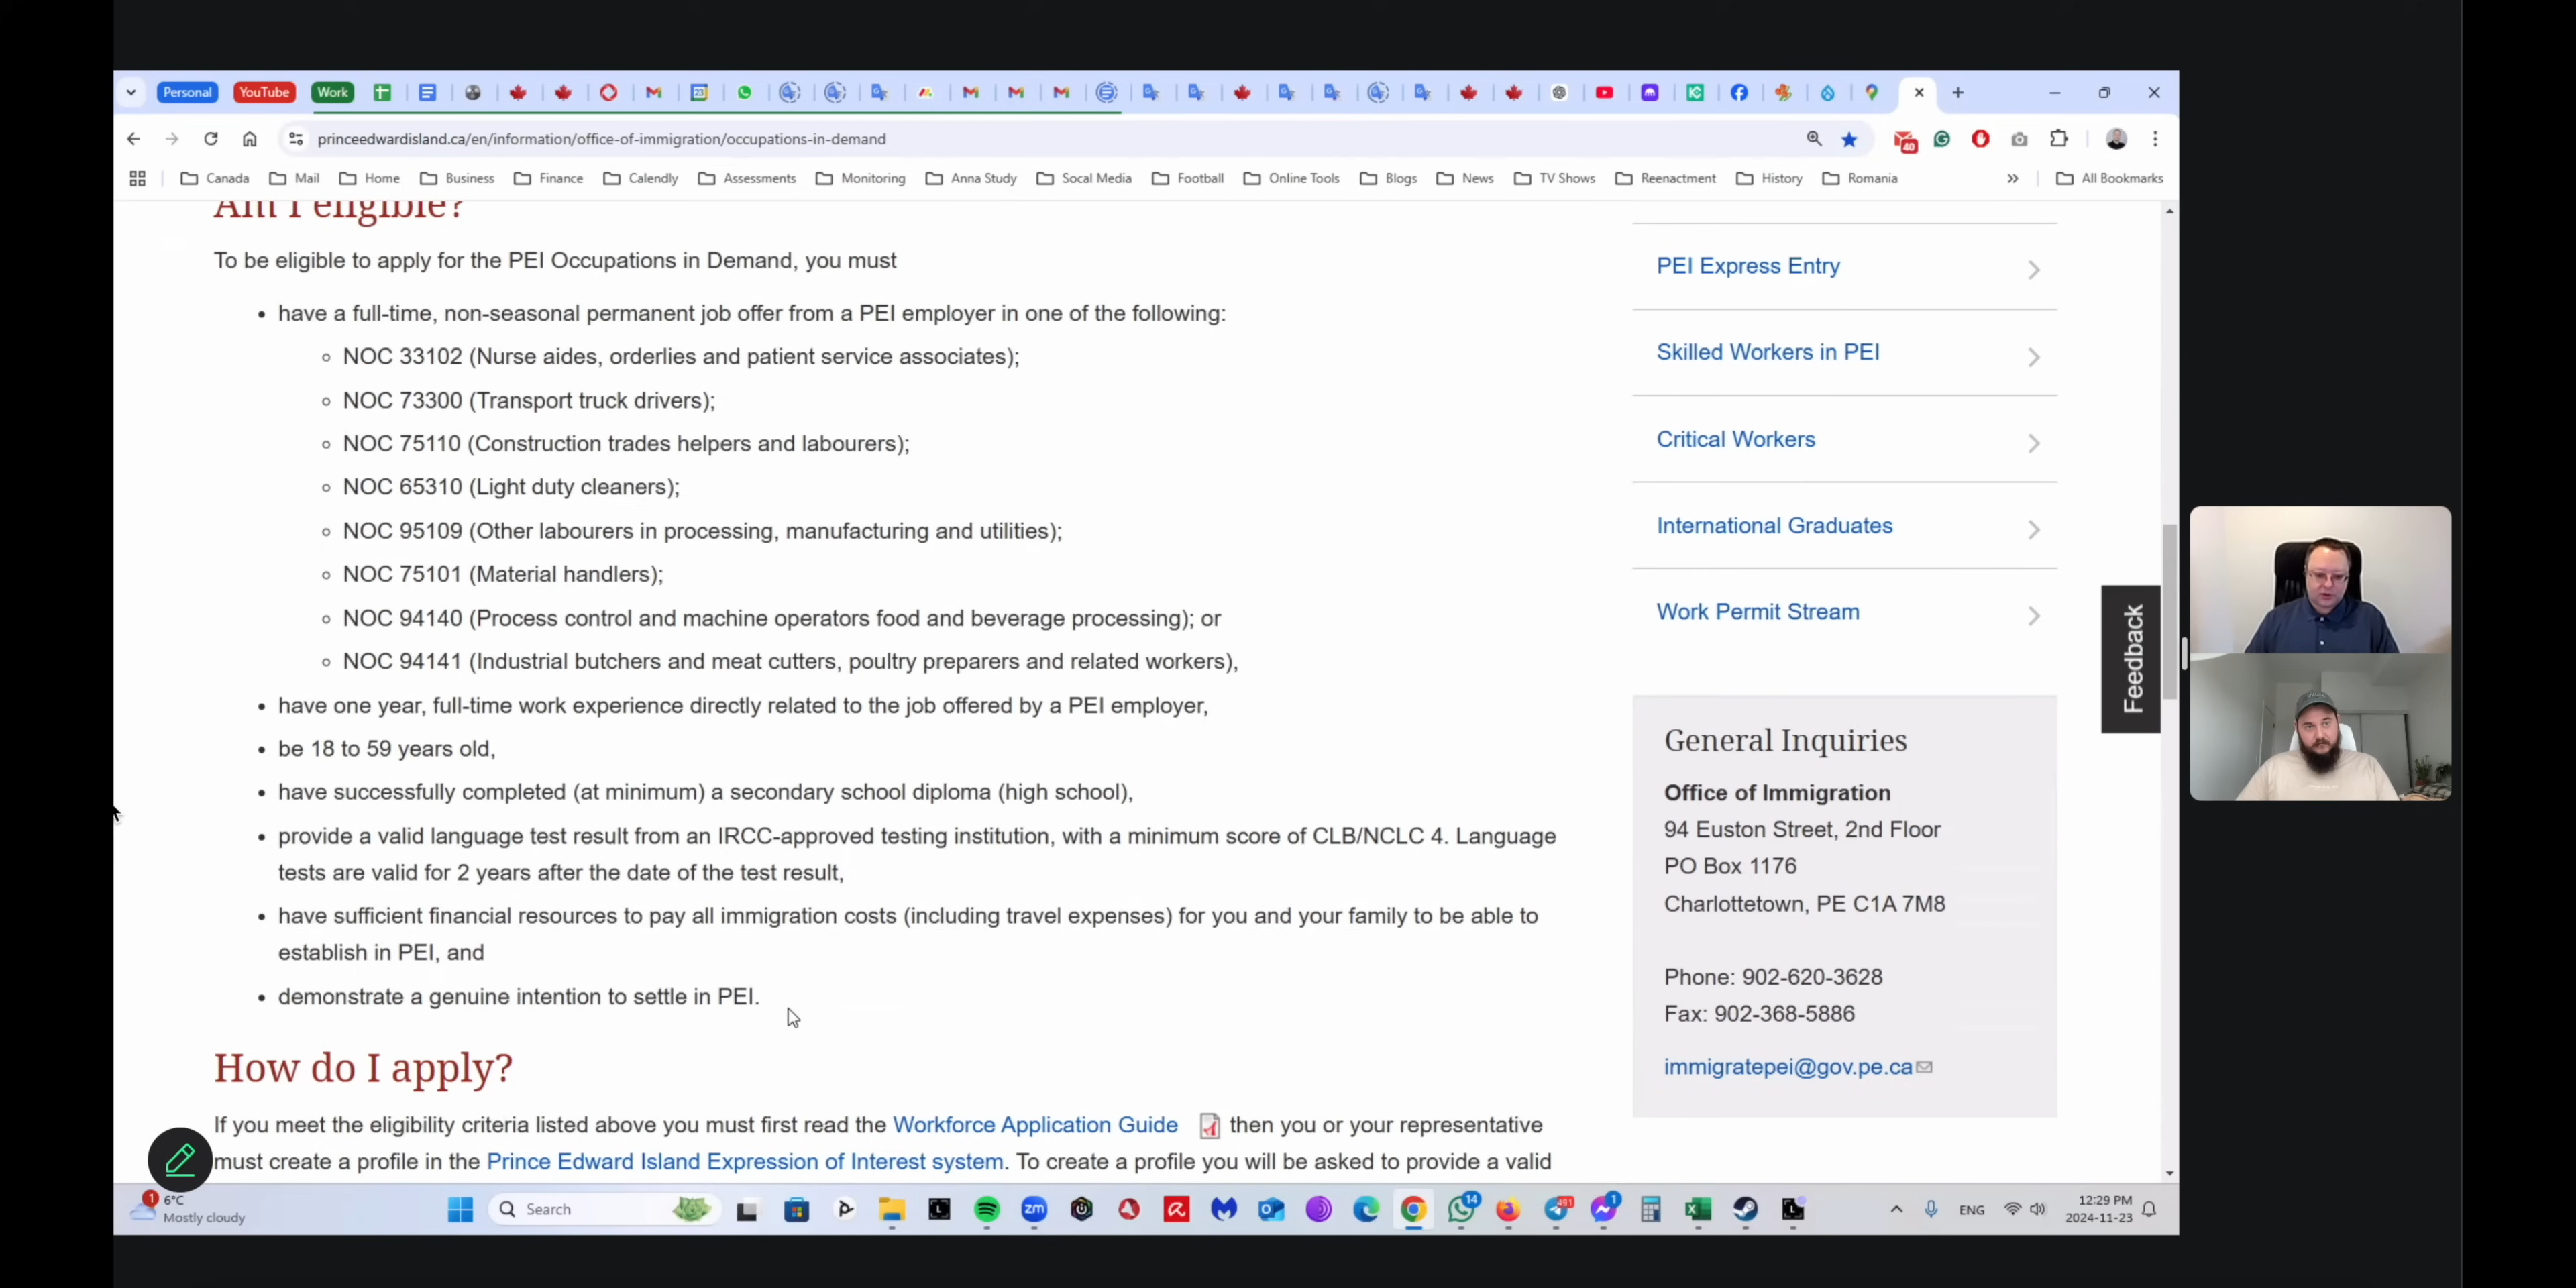 Personal YouTube Work
princeedwardisland.ca/en/information/office-of-immigration/occupations-in-demand
40
Canada Mail Home Business Finance Calendly Assessments Monitoring Anna Study Socal Media Football Online Tools Blogs News TV Shows Reenactment History Romania » All Bookmarks
Am I eligible?
To be eligible to apply for the PEI Occupations in Demand, you must
• have a full-time, non-seasonal permanent job offer from a PEI employer in one of the following:
NOC 33102 (Nurse aides, orderlies and patient service associates);
NOC 73300 (Transport truck drivers);
NOC 75110 (Construction trades helpers and labourers);
NOC 65310 (Light duty cleaners);
NOC 95109 (Other labourers in processing, manufacturing and utilities);
NOC 75101 (Material handlers);
NOC 94140 (Process control and machine operators food and beverage processing); or
NOC 94141 (Industrial butchers and meat cutters, poultry preparers and related workers),
• have one year, full-time work experience directly related to the job offered by a PEI employer,
• be 18 to 59 years old,
• have successfully completed (at minimum) a secondary school diploma (high school),
• provide a valid language test result from an IRCC-approved testing institution, with a minimum score of CLB/NCLC 4. Language
tests are valid for 2 years after the date of the test result,
• have sufficient financial resources to pay all immigration costs (including travel expenses) for you and your family to be able to
establish in PEI, and
• demonstrate a genuine intention to settle in PEI.
How do I apply?
If you meet the eligibility criteria listed above you must first read the Workforce Application Guide then you or your representative
must create a profile in the Prince Edward Island Expression of Interest system. To create a profile you will be asked to provide a valid
PEI Express Entry
Skilled Workers in PEI
Critical Workers
International Graduates
Work Permit Stream
General Inquiries
Office of Immigration
94 Euston Street, 2nd Floor
PO Box 1176
Charlottetown, PE C1A 7M8
Phone: 902-620-3628
Fax: 902-368-5886
immigratepei@gov.pe.ca
Feedback
1 6°C
Mostly cloudy
Search
zm
14
491
1
ENG
12:29 PM
2024-11-23